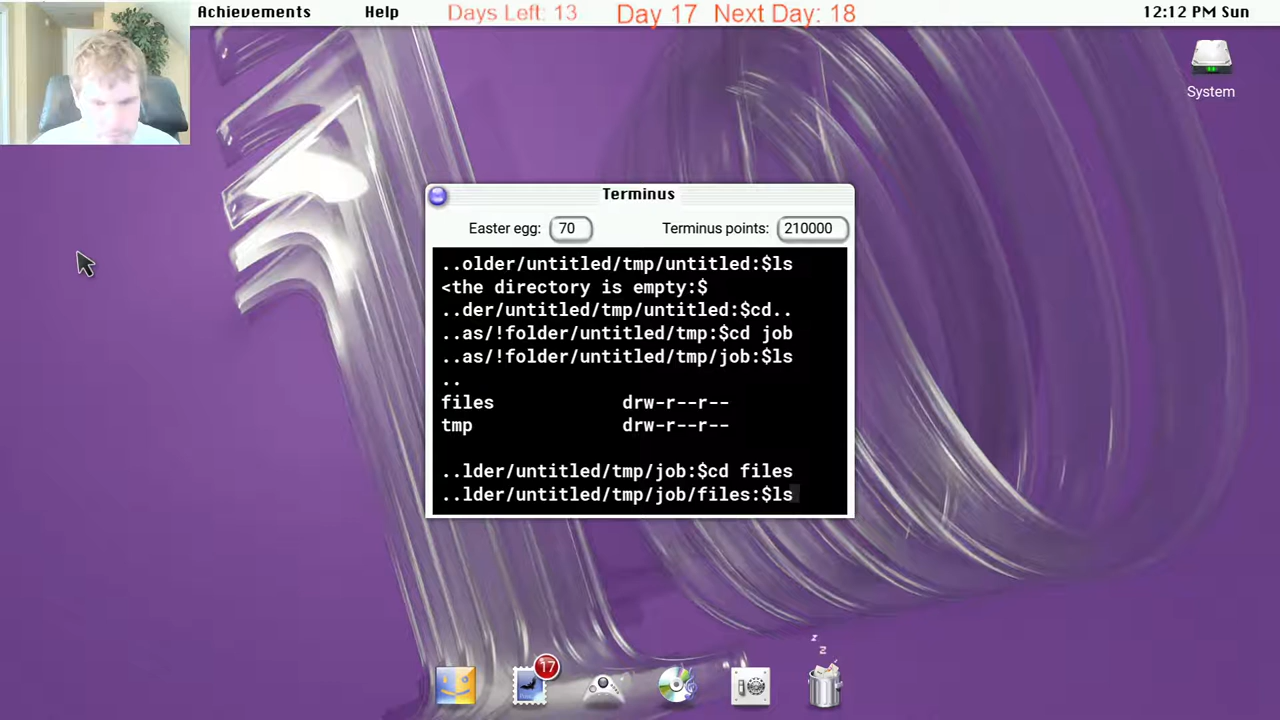 Achievements Help Days Left: 13 Day 17 Next Day: 18 12:12 PM Sun
System
Terminus
Easter egg: 70 Terminus points: 210000
..older/untitled/tmp/untitled:$ls
<the directory is empty:$
..der/untitled/tmp/untitled:$cd..
..as/!folder/untitled/tmp:$cd job
..as/!folder/untitled/tmp/job:$ls
..
files drw-r--r--
tmp drw-r--r--
..lder/untitled/tmp/job:$cd files
..lder/untitled/tmp/job/files:$ls
17
z
z